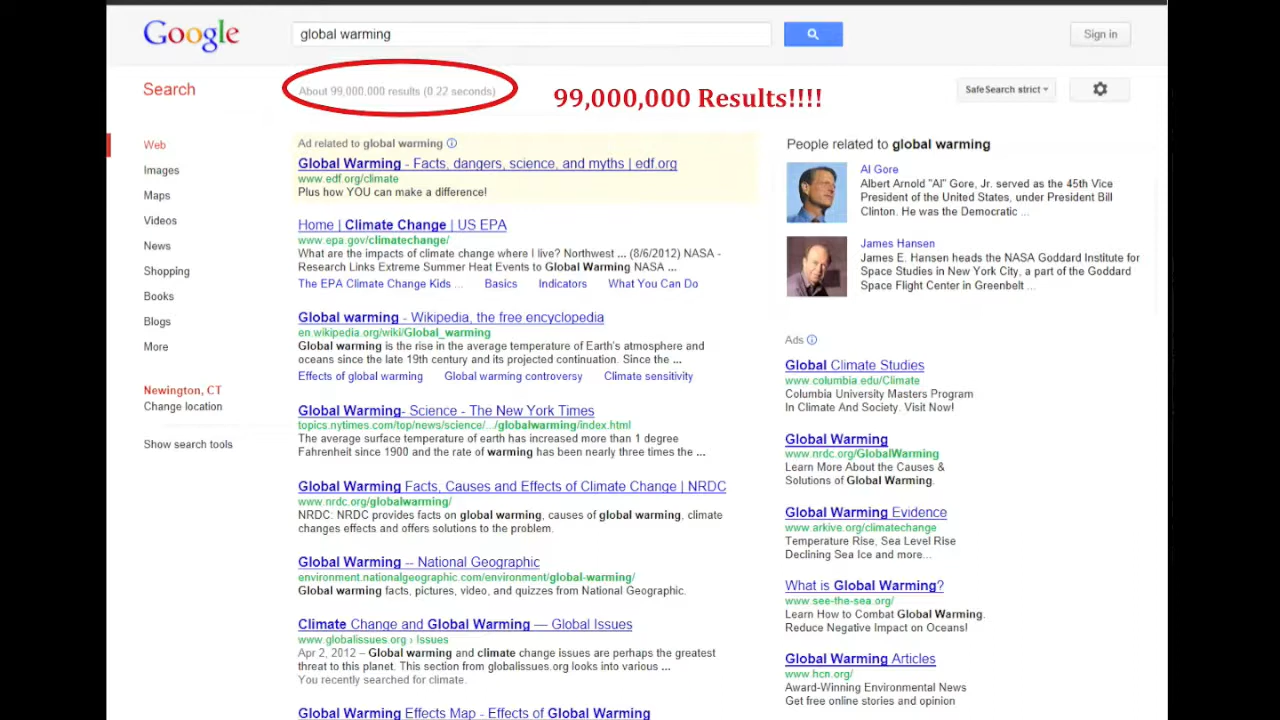 Google
global warming
Sign in
Search
About 99,000,000 results (0.22 seconds)
99,000,000 Results!!!!
SafeSearch strict
Web
Images
Maps
Videos
News
Shopping
Books
Blogs
More
Newington, CT
Change location
Show search tools
Ad related to global warming
Global Warming - Facts, dangers, science, and myths | edf.org
www.edf.org/climate
Plus how YOU can make a difference!
Home | Climate Change | US EPA
www.epa.gov/climatechange/
What are the impacts of climate change where I live? Northwest ... (8/6/2012) NASA -
Research Links Extreme Summer Heat Events to Global Warming NASA ...
The EPA Climate Change Kids ... Basics Indicators What You Can Do
Global warming - Wikipedia, the free encyclopedia
en.wikipedia.org/wiki/Global_warming
Global warming is the rise in the average temperature of Earth's atmosphere and
oceans since the late 19th century and its projected continuation. Since the ...
Effects of global warming Global warming controversy Climate sensitivity
Global Warming- Science - The New York Times
topics.nytimes.com/top/news/science/.../globalwarming/index.html
The average surface temperature of earth has increased more than 1 degree
Fahrenheit since 1900 and the rate of warming has been nearly three times the ...
Global Warming Facts, Causes and Effects of Climate Change | NRDC
www.nrdc.org/globalwarming/
NRDC: NRDC provides facts on global warming, causes of global warming, climate
changes effects and offers solutions to the problem.
Global Warming -- National Geographic
environment.nationalgeographic.com/environment/global-warming/
Global warming facts, pictures, video, and quizzes from National Geographic.
Climate Change and Global Warming — Global Issues
www.globalissues.org › Issues
Apr 2, 2012 – Global warming and climate change issues are perhaps the greatest
threat to this planet. This section from globalissues.org looks into various ...
You recently searched for climate.
Global Warming Effects Map - Effects of Global Warming
People related to global warming
Al Gore
Albert Arnold "Al" Gore, Jr. served as the 45th Vice
President of the United States, under President Bill
Clinton. He was the Democratic ...
James Hansen
James E. Hansen heads the NASA Goddard Institute for
Space Studies in New York City, a part of the Goddard
Space Flight Center in Greenbelt ...
Ads
Global Climate Studies
www.columbia.edu/Climate
Columbia University Masters Program
In Climate And Society. Visit Now!
Global Warming
www.nrdc.org/GlobalWarming
Learn More About the Causes &
Solutions of Global Warming.
Global Warming Evidence
www.arkive.org/climatechange
Temperature Rise, Sea Level Rise
Declining Sea Ice and more...
What is Global Warming?
www.see-the-sea.org/
Learn How to Combat Global Warming.
Reduce Negative Impact on Oceans!
Global Warming Articles
www.hcn.org/
Award-Winning Environmental News
Get free online stories and opinion